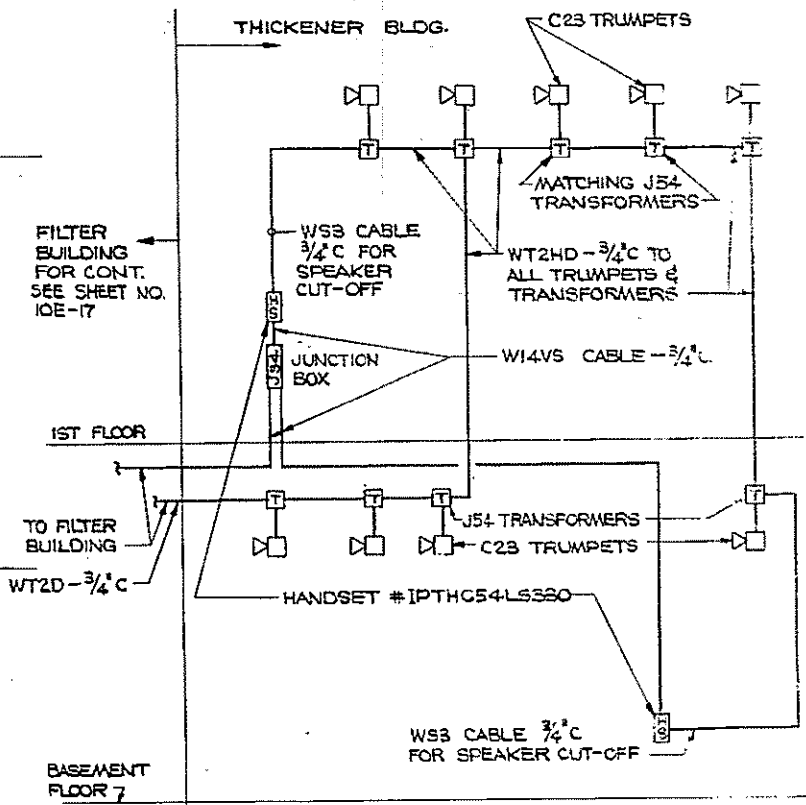 THICKENER BLDG.
C23 TRUMPETS
T
T
T
T
T
MATCHING J54
TRANSFORMERS
FILTER
BUILDING
FOR CONT.
SEE SHEET NO.
10E-17
WS3 CABLE
3/4"C FOR
SPEAKER
CUT-OFF
WT2HD-3/4"C TO
ALL TRUMPETS &
TRANSFORMERS
HS
J54
JUNCTION
BOX
W14VS CABLE-3/4"C.
1ST FLOOR
T
T
T
J54 TRANSFORMERS
T
TO FILTER
BUILDING
C23 TRUMPETS
WT2D-3/4"C
HANDSET #IPTHC54LS380
HS
WS3 CABLE 3/4"C
FOR SPEAKER CUT-OFF
BASEMENT
FLOOR 7